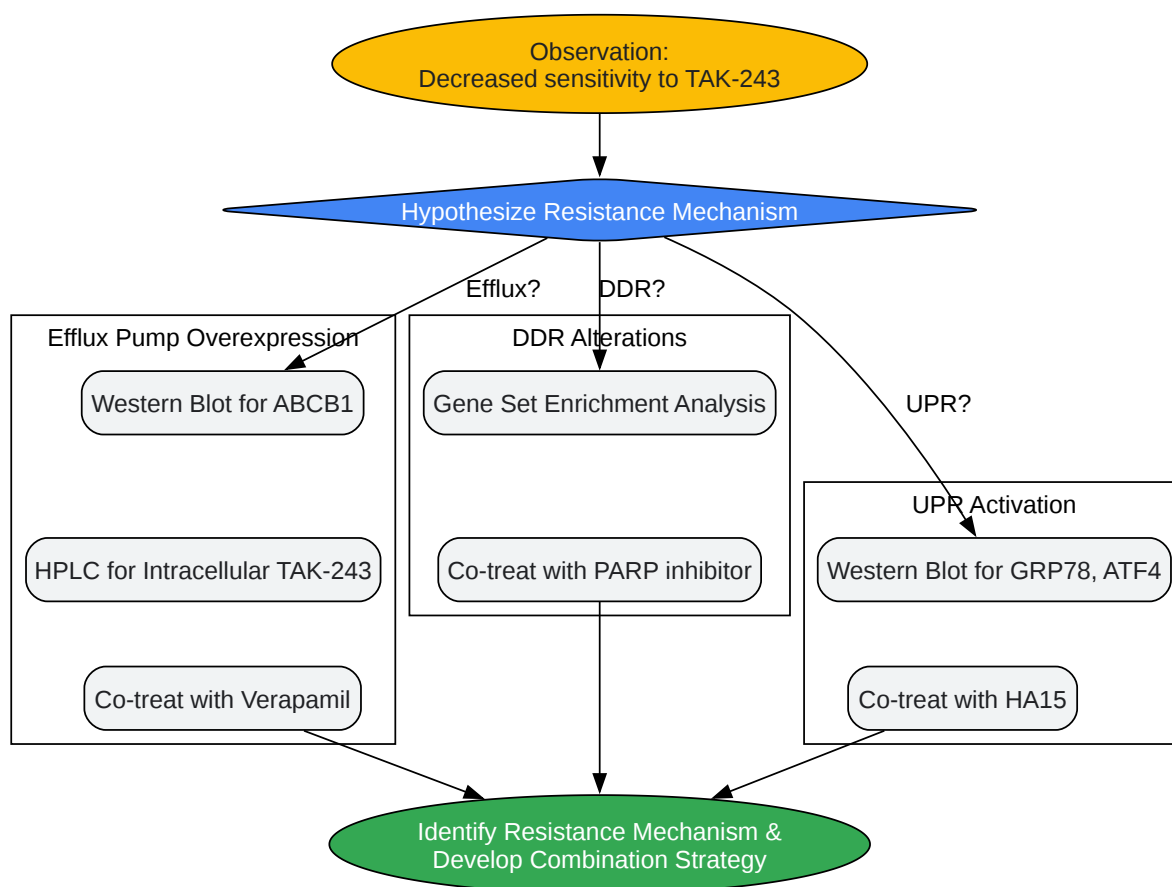 Observation:
Decreased sensitivity to TAK-243
Hypothesize Resistance Mechanism
Efflux?
DDR?
UPR?
Efflux Pump Overexpression
Western Blot for ABCB1
HPLC for Intracellular TAK-243
Co-treat with Verapamil
DDR Alterations
Gene Set Enrichment Analysis
Co-treat with PARP inhibitor
UPR Activation
Western Blot for GRP78, ATF4
Co-treat with HA15
Identify Resistance Mechanism &
Develop Combination Strategy